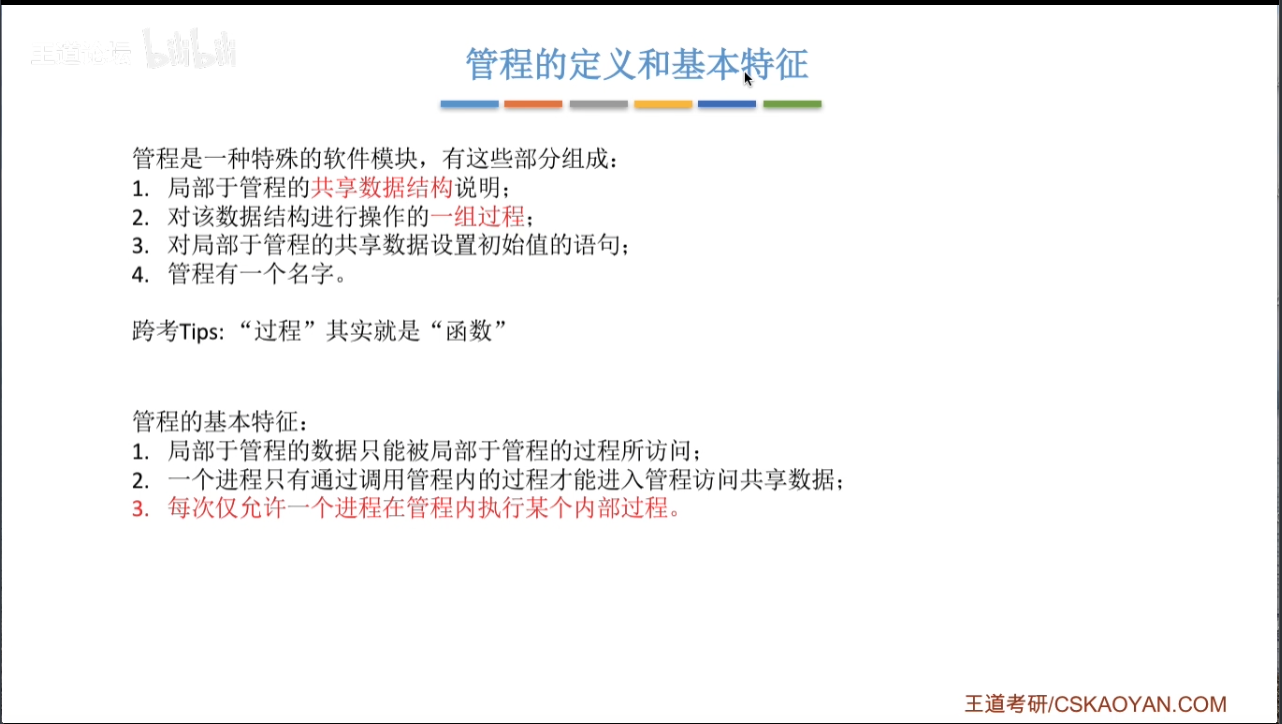 王道论坛 bilibili
管程的定义和基本特征
管程是一种特殊的软件模块，有这些部分组成：
1. 局部于管程的共享数据结构说明；
2. 对该数据结构进行操作的一组过程；
3. 对局部于管程的共享数据设置初始值的语句；
4. 管程有一个名字。
跨考Tips: “过程”其实就是“函数”
管程的基本特征：
1. 局部于管程的数据只能被局部于管程的过程所访问；
2. 一个进程只有通过调用管程内的过程才能进入管程访问共享数据；
3. 每次仅允许一个进程在管程内执行某个内部过程。
王道考研/CSKAOYAN.COM